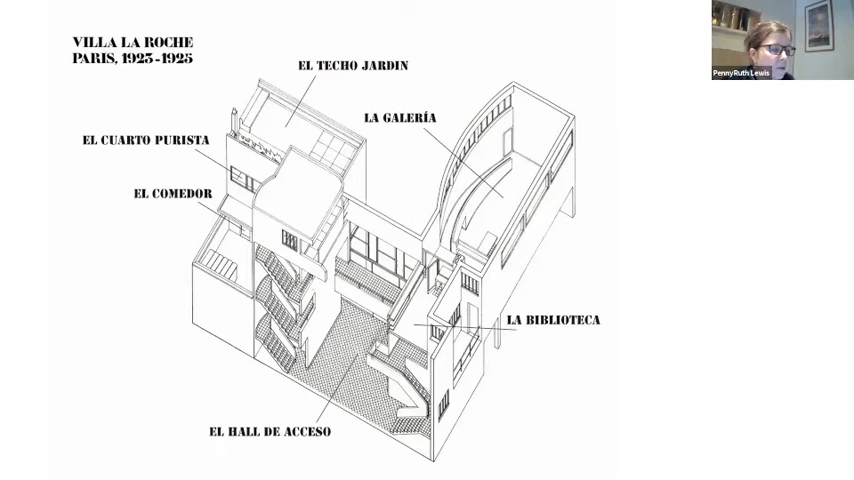 VILLA LA ROCHE
PARIS, 1923-1925
EL TECHO JARDIN
LA GALERÍA
EL CUARTO PURISTA
EL COMEDOR
LA BIBLIOTECA
EL HALL DE ACCESO
PennyRuth Lewis